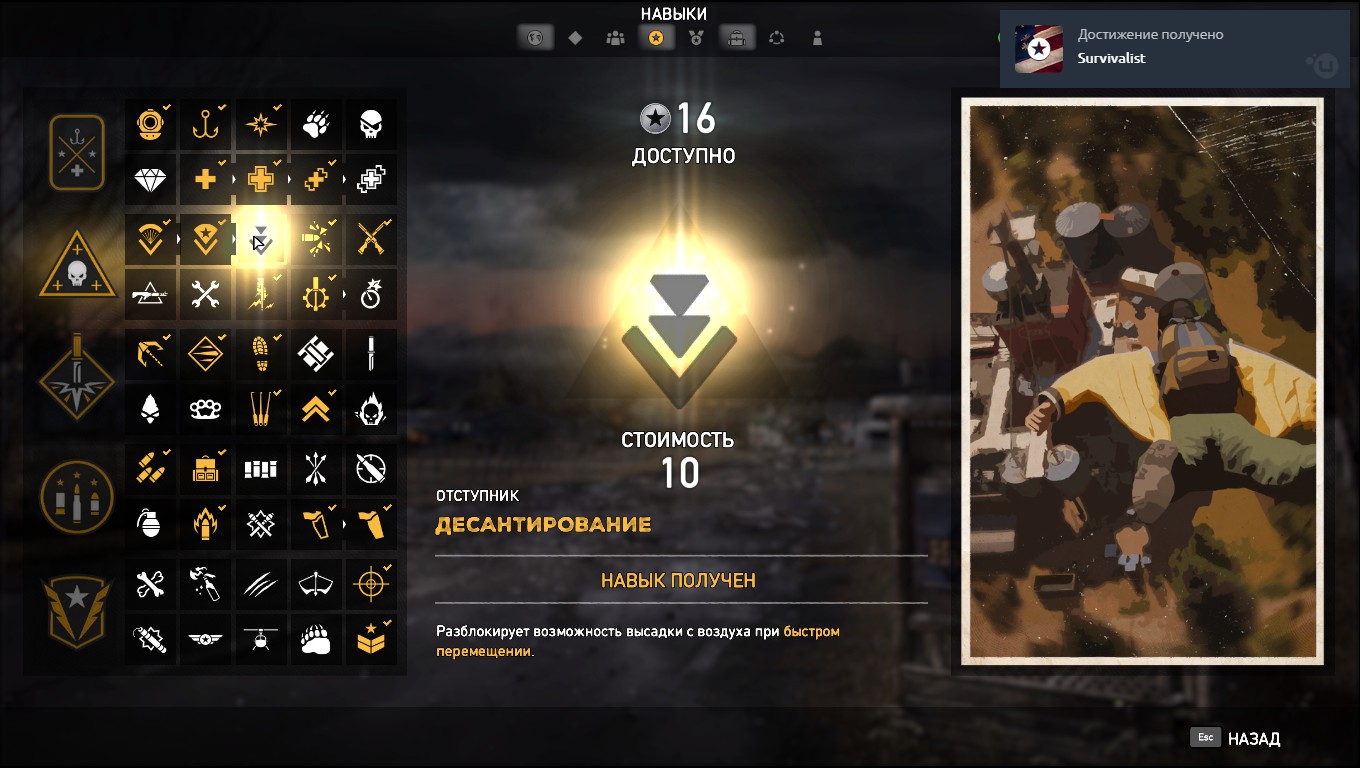 НАВЫКИ
Достижение получено
Survivalist
16
ДОСТУПНО
СТОИМОСТЬ
10
ОТСТУПНИК
ДЕСАНТИРОВАНИЕ
НАВЫК ПОЛУЧЕН
Разблокирует возможность высадки с воздуха при быстром
перемещении.
Esc НАЗАД